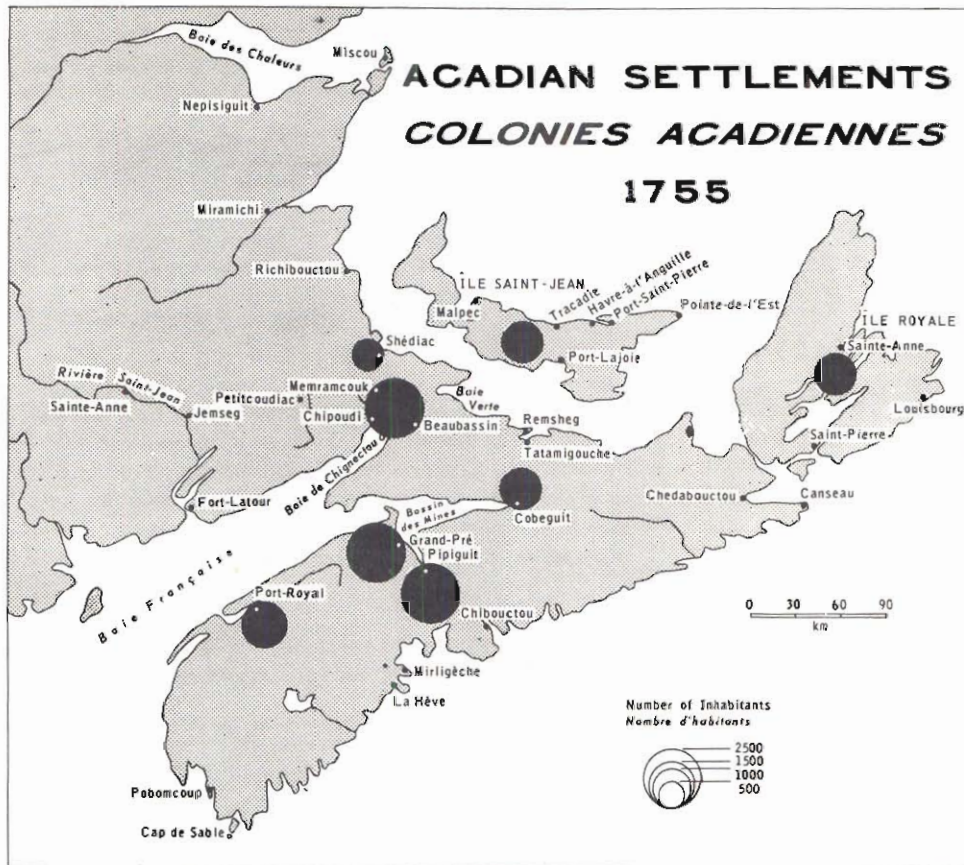 ACADIAN SETTLEMENTS
COLONIES ACADIENNES
1755
Baie des Chaleurs
Miscou
Nepisiguit
Miramichi
Richibouctou
ÎLE SAINT-JEAN
Malpec
Tracadie
Havre-à-l'Anguille
Port-Saint-Pierre
Pointe-de-l'Est
Port-Lajoie
ÎLE ROYALE
Sainte-Anne
Louisbourg
Saint-Pierre
Shédiac
Memramcouk
Rivière Saint-Jean
Sainte-Anne
Jemseg
Petitcoudiac
Chipoudi
Beaubassin
Baie Verte
Remsheg
Tatamigouche
Baie de Chignectou
Fort-Latour
Cobeguit
Chedabouctou
Canseau
Bassin des Mines
Grand-Pré
Pipiguit
Baie Française
Port-Royal
Chibouctou
Mirligèche
La Hève
Pobomcoup
Cap de Sable
0 30 60 90
km
Number of Inhabitants
Nombre d'habitants
2500
1500
1000
500